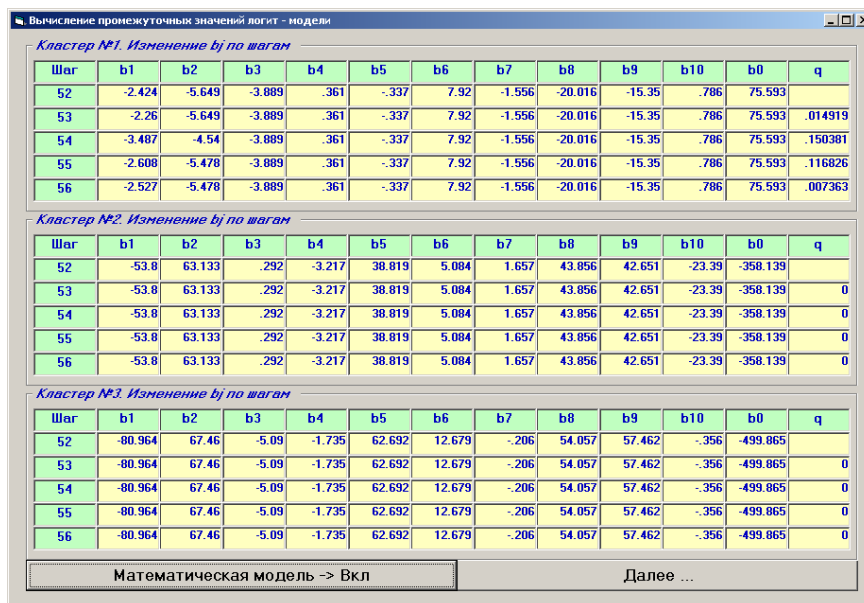 Вычисление промежуточных значений логит - модели
Кластер №1. Изменение bj по шагам
Шаг b1 b2 b3 b4 b5 b6 b7 b8 b9 b10 b0 q
52 -2.424 -5.649 -3.889 .361 -.337 7.92 -1.556 -20.016 -15.35 .786 75.593
53 -2.26 -5.649 -3.889 .361 -.337 7.92 -1.556 -20.016 -15.35 .786 75.593 .014919
54 -3.487 -4.54 -3.889 .361 -.337 7.92 -1.556 -20.016 -15.35 .786 75.593 .150381
55 -2.608 -5.478 -3.889 .361 -.337 7.92 -1.556 -20.016 -15.35 .786 75.593 .116826
56 -2.527 -5.478 -3.889 .361 -.337 7.92 -1.556 -20.016 -15.35 .786 75.593 .007363
Кластер №2. Изменение bj по шагам
Шаг b1 b2 b3 b4 b5 b6 b7 b8 b9 b10 b0 q
52 -53.8 63.133 .292 -3.217 38.819 5.084 1.657 43.856 42.651 -23.39 -358.139
53 -53.8 63.133 .292 -3.217 38.819 5.084 1.657 43.856 42.651 -23.39 -358.139 0
54 -53.8 63.133 .292 -3.217 38.819 5.084 1.657 43.856 42.651 -23.39 -358.139 0
55 -53.8 63.133 .292 -3.217 38.819 5.084 1.657 43.856 42.651 -23.39 -358.139 0
56 -53.8 63.133 .292 -3.217 38.819 5.084 1.657 43.856 42.651 -23.39 -358.139 0
Кластер №3. Изменение bj по шагам
Шаг b1 b2 b3 b4 b5 b6 b7 b8 b9 b10 b0 q
52 -80.964 67.46 -5.09 -1.735 62.692 12.679 -.206 54.057 57.462 -.356 -499.865
53 -80.964 67.46 -5.09 -1.735 62.692 12.679 -.206 54.057 57.462 -.356 -499.865 0
54 -80.964 67.46 -5.09 -1.735 62.692 12.679 -.206 54.057 57.462 -.356 -499.865 0
55 -80.964 67.46 -5.09 -1.735 62.692 12.679 -.206 54.057 57.462 -.356 -499.865 0
56 -80.964 67.46 -5.09 -1.735 62.692 12.679 -.206 54.057 57.462 -.356 -499.865 0
Математическая модель -> Вкл
Далее ...